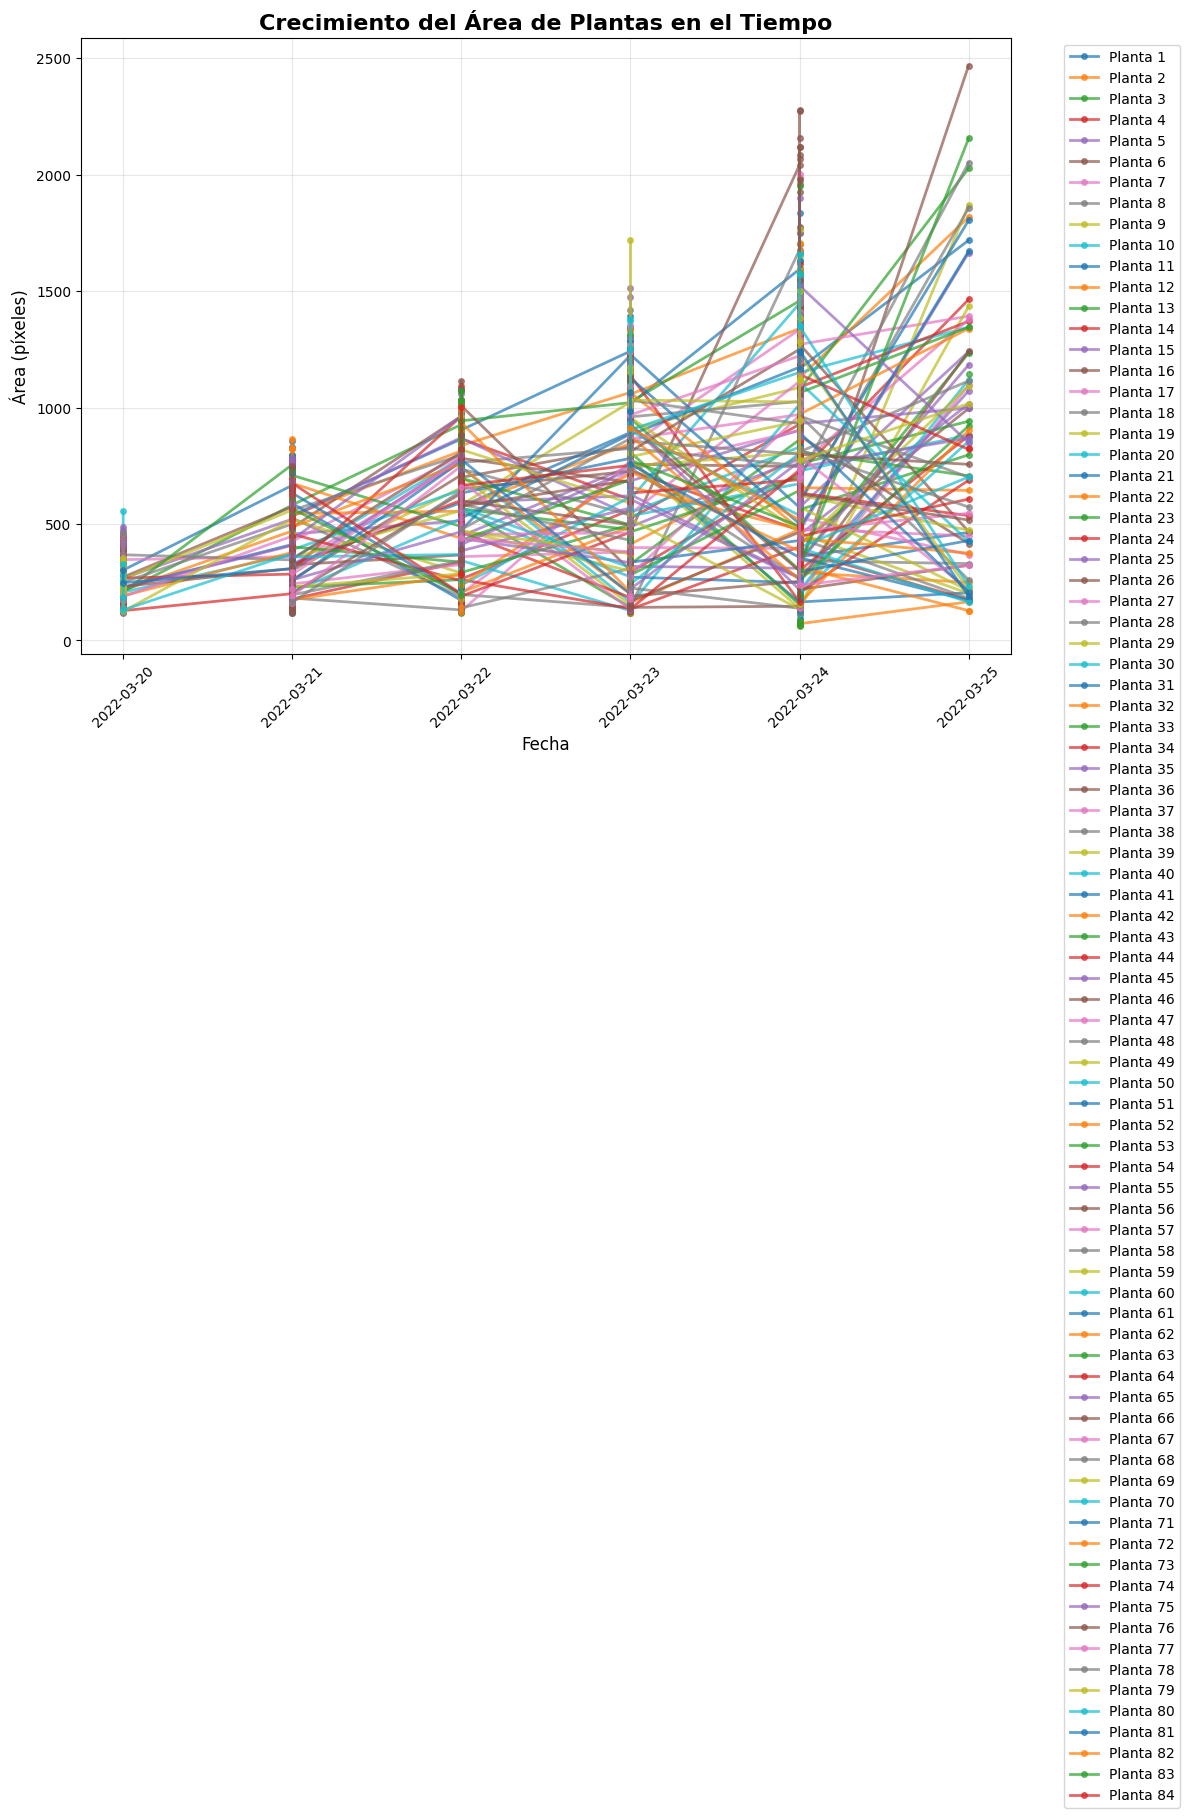 Crecimiento del Área de Plantas en el Tiempo
Área (píxeles)
2500
2000
1500
1000
500
0
2022-03-20
2022-03-21
2022-03-22
2022-03-23
2022-03-24
2022-03-25
Fecha
Planta 1
Planta 2
Planta 3
Planta 4
Planta 5
Planta 6
Planta 7
Planta 8
Planta 9
Planta 10
Planta 11
Planta 12
Planta 13
Planta 14
Planta 15
Planta 16
Planta 17
Planta 18
Planta 19
Planta 20
Planta 21
Planta 22
Planta 23
Planta 24
Planta 25
Planta 26
Planta 27
Planta 28
Planta 29
Planta 30
Planta 31
Planta 32
Planta 33
Planta 34
Planta 35
Planta 36
Planta 37
Planta 38
Planta 39
Planta 40
Planta 41
Planta 42
Planta 43
Planta 44
Planta 45
Planta 46
Planta 47
Planta 48
Planta 49
Planta 50
Planta 51
Planta 52
Planta 53
Planta 54
Planta 55
Planta 56
Planta 57
Planta 58
Planta 59
Planta 60
Planta 61
Planta 62
Planta 63
Planta 64
Planta 65
Planta 66
Planta 67
Planta 68
Planta 69
Planta 70
Planta 71
Planta 72
Planta 73
Planta 74
Planta 75
Planta 76
Planta 77
Planta 78
Planta 79
Planta 80
Planta 81
Planta 82
Planta 83
Planta 84